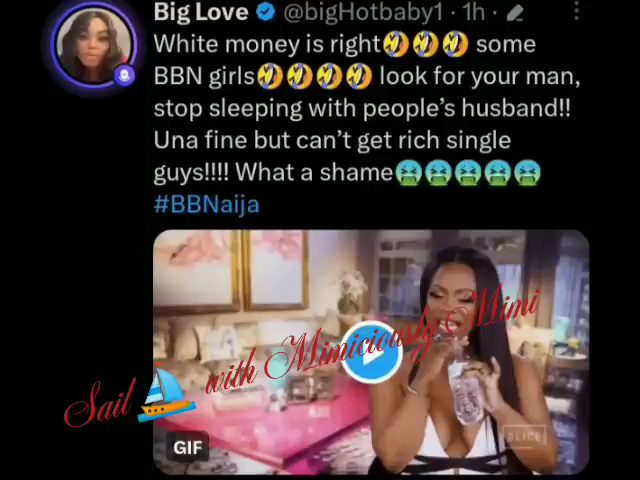 Big Love @bigHotbaby1 · 1h ·
White money is right🤣🤣🤣 some
BBN girls🤣🤣🤣🤣 look for your man,
stop sleeping with people's husband!!
Una fine but can't get rich single
guys!!!! What a shame🤮🤮🤮🤮🤮
#BBNaija
Sail ⛵ with Mimiciously Mimi
GIF
SLICE